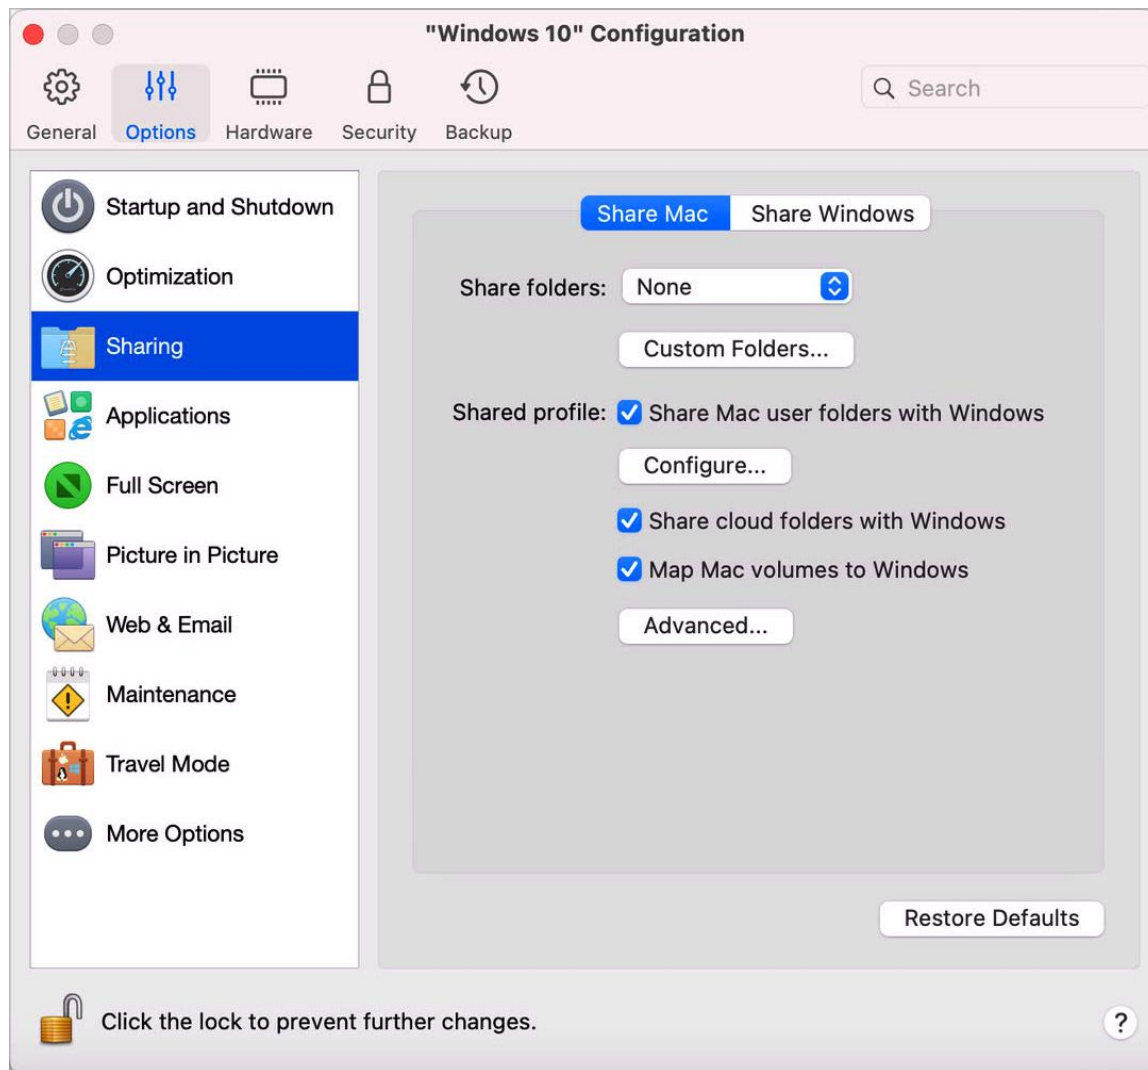 "Windows 10" Configuration
General Options Hardware Security Backup
Search
Startup and Shutdown
Optimization
Sharing
Applications
Full Screen
Picture in Picture
Web & Email
Maintenance
Travel Mode
More Options
Share Mac Share Windows
Share folders: None
Custom Folders...
Shared profile: Share Mac user folders with Windows
Configure...
Share cloud folders with Windows
Map Mac volumes to Windows
Advanced...
Restore Defaults
Click the lock to prevent further changes.
?